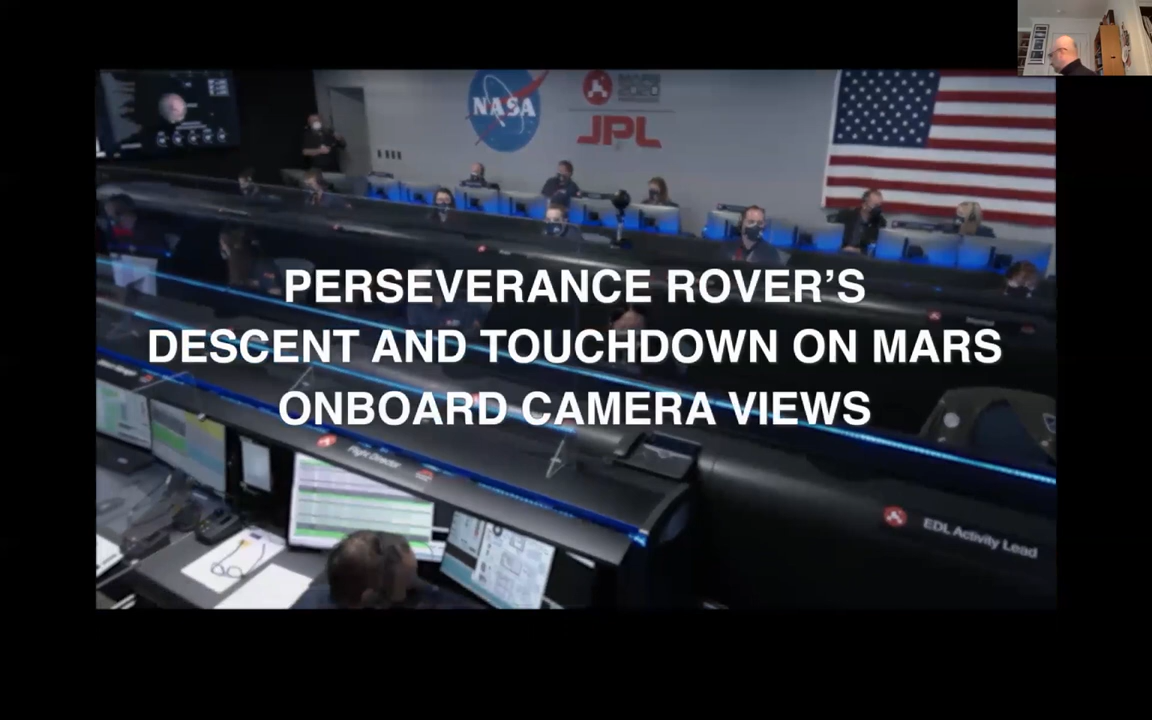 NASA
JPL
PERSEVERANCE ROVER’S
DESCENT AND TOUCHDOWN ON MARS
ONBOARD CAMERA VIEWS
Flight Director
EDL Activity Lead